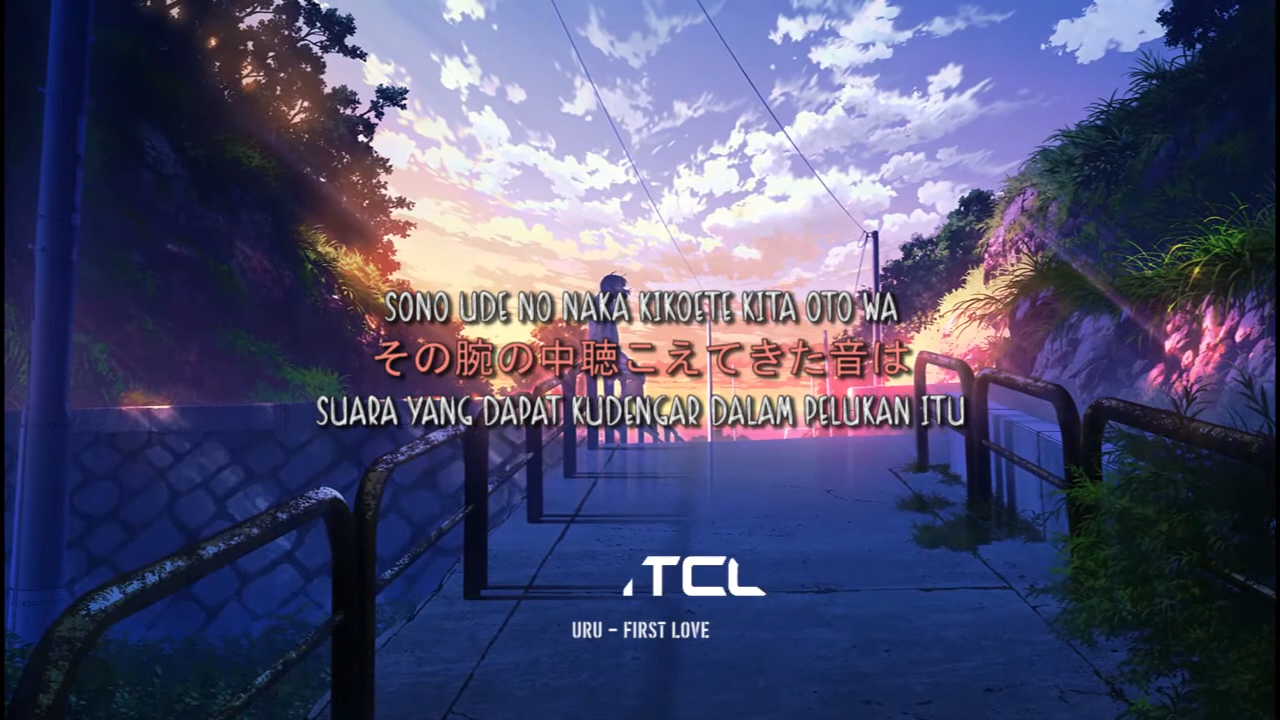 SONO UDE NO NAKA KIKOETE KITA OTO WA
その腕の中聴こえてきた音は
SUARA YANG DAPAT KUDENGAR DALAM PELUKAN ITU
TCL
URU - FIRST LOVE